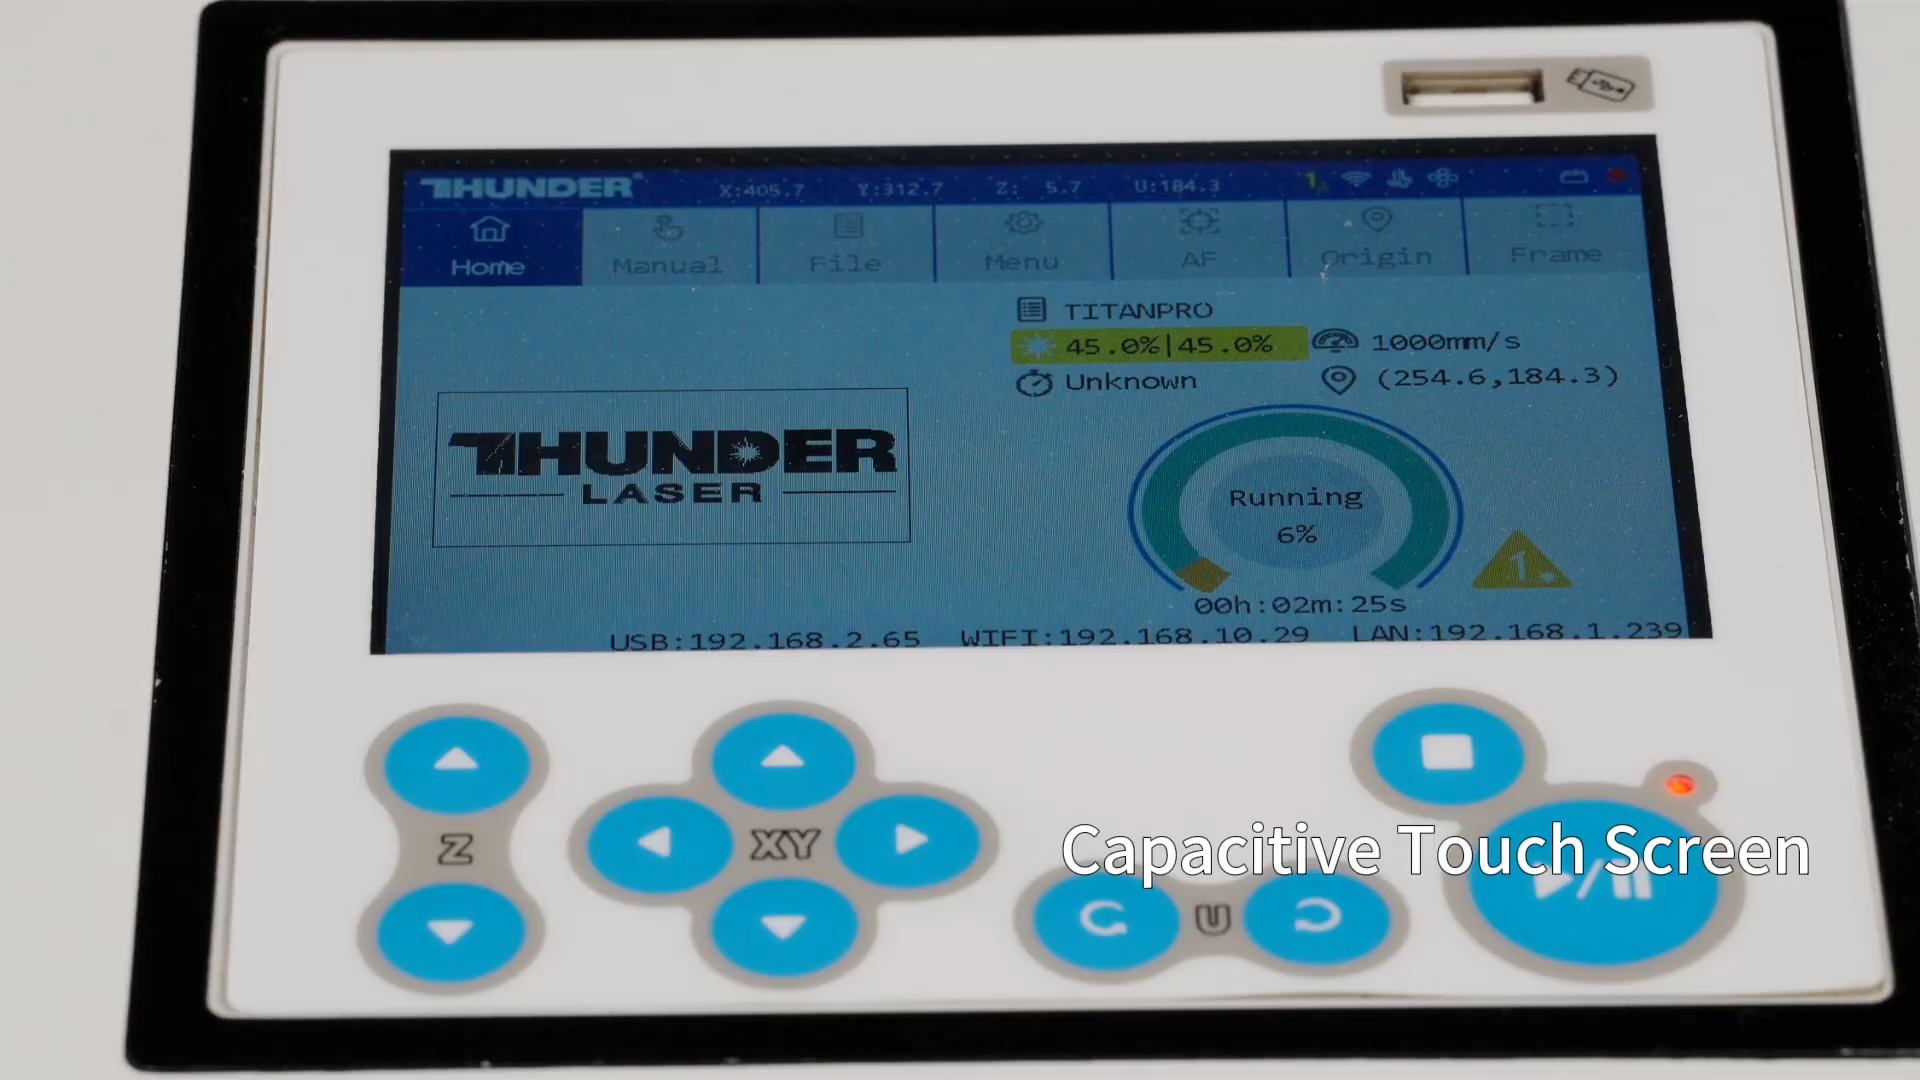 THUNDER X:405.7 Y:312.7 Z: 5.7 U:184.3
Home Manual File Menu AF Origin Frame
TITANPRO
45.0%|45.0% 1000mm/s
Unknown (254.6,184.3)
THUNDER
LASER
Running
6%
1
00h:02m:25s
USB:192.168.2.65 WIFI:192.168.10.29 LAN:192.168.1.239
Z
XY
U
Capacitive Touch Screen